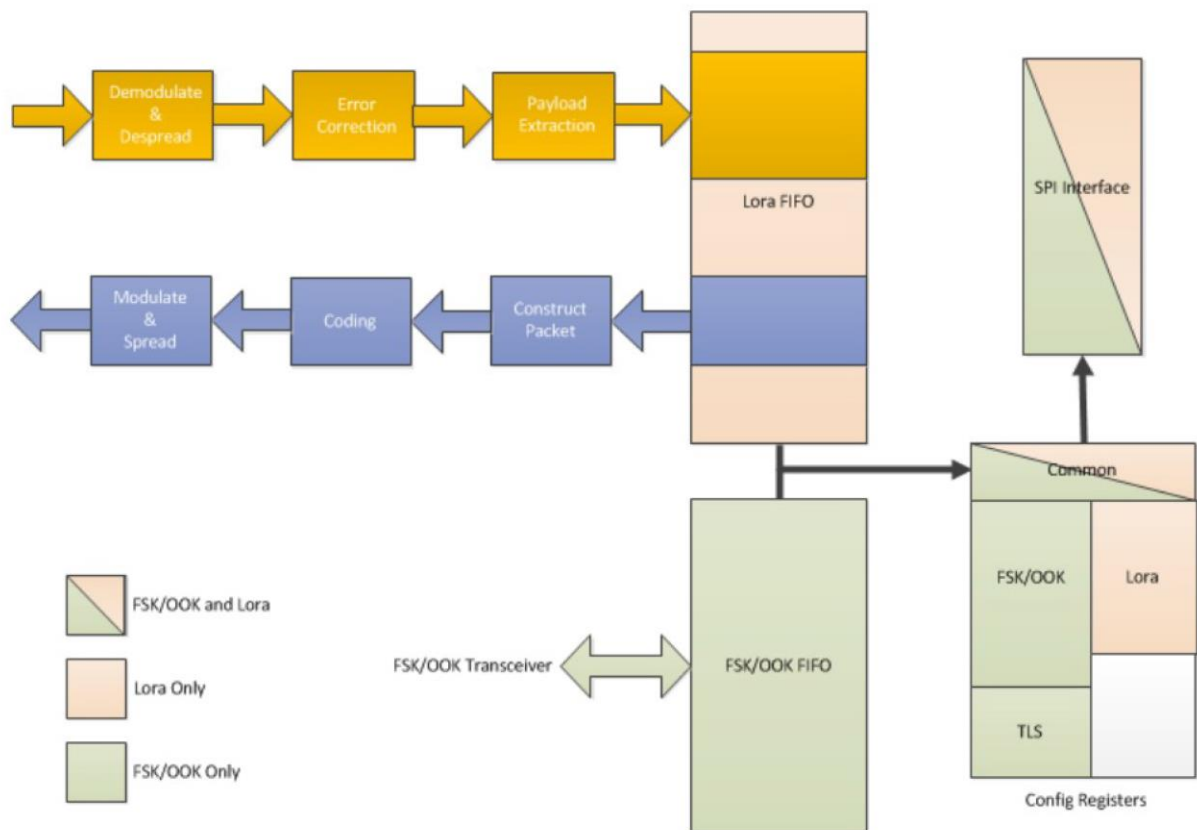 Demodulate
&
Despread
Error
Correction
Payload
Extraction
Lora FIFO
SPI Interface
Modulate
&
Spread
Coding
Construct
Packet
Common
FSK/OOK
Lora
TLS
Config Registers
FSK/OOK FIFO
FSK/OOK Transceiver
FSK/OOK and Lora
Lora Only
FSK/OOK Only